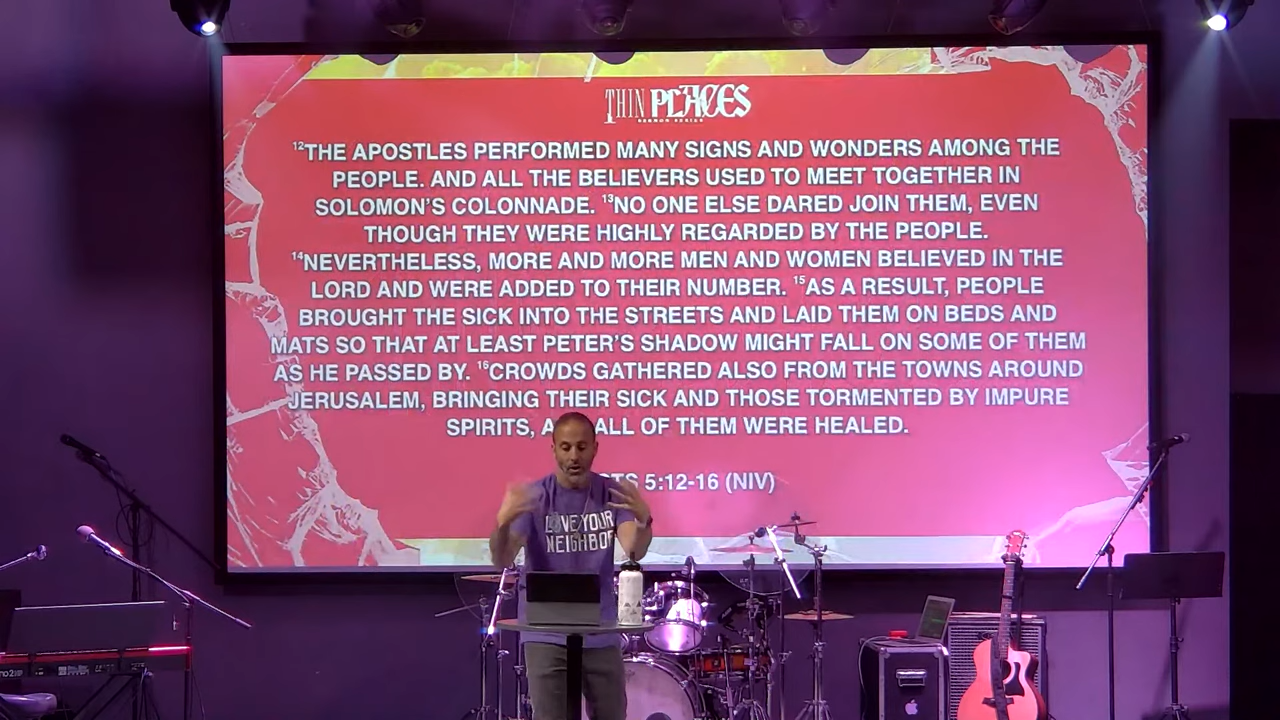 THIN PLACES
SERMON SERIES
¹²THE APOSTLES PERFORMED MANY SIGNS AND WONDERS AMONG THE
PEOPLE. AND ALL THE BELIEVERS USED TO MEET TOGETHER IN
SOLOMON'S COLONNADE. ¹³NO ONE ELSE DARED JOIN THEM, EVEN
THOUGH THEY WERE HIGHLY REGARDED BY THE PEOPLE.
¹⁴NEVERTHELESS, MORE AND MORE MEN AND WOMEN BELIEVED IN THE
LORD AND WERE ADDED TO THEIR NUMBER. ¹⁵AS A RESULT, PEOPLE
BROUGHT THE SICK INTO THE STREETS AND LAID THEM ON BEDS AND
MATS SO THAT AT LEAST PETER'S SHADOW MIGHT FALL ON SOME OF THEM
AS HE PASSED BY. ¹⁶CROWDS GATHERED ALSO FROM THE TOWNS AROUND
JERUSALEM, BRINGING THEIR SICK AND THOSE TORMENTED BY IMPURE
SPIRITS, A ALL OF THEM WERE HEALED.
TS 5:12-16 (NIV)
LOVE YOUR
NEIGHBOR